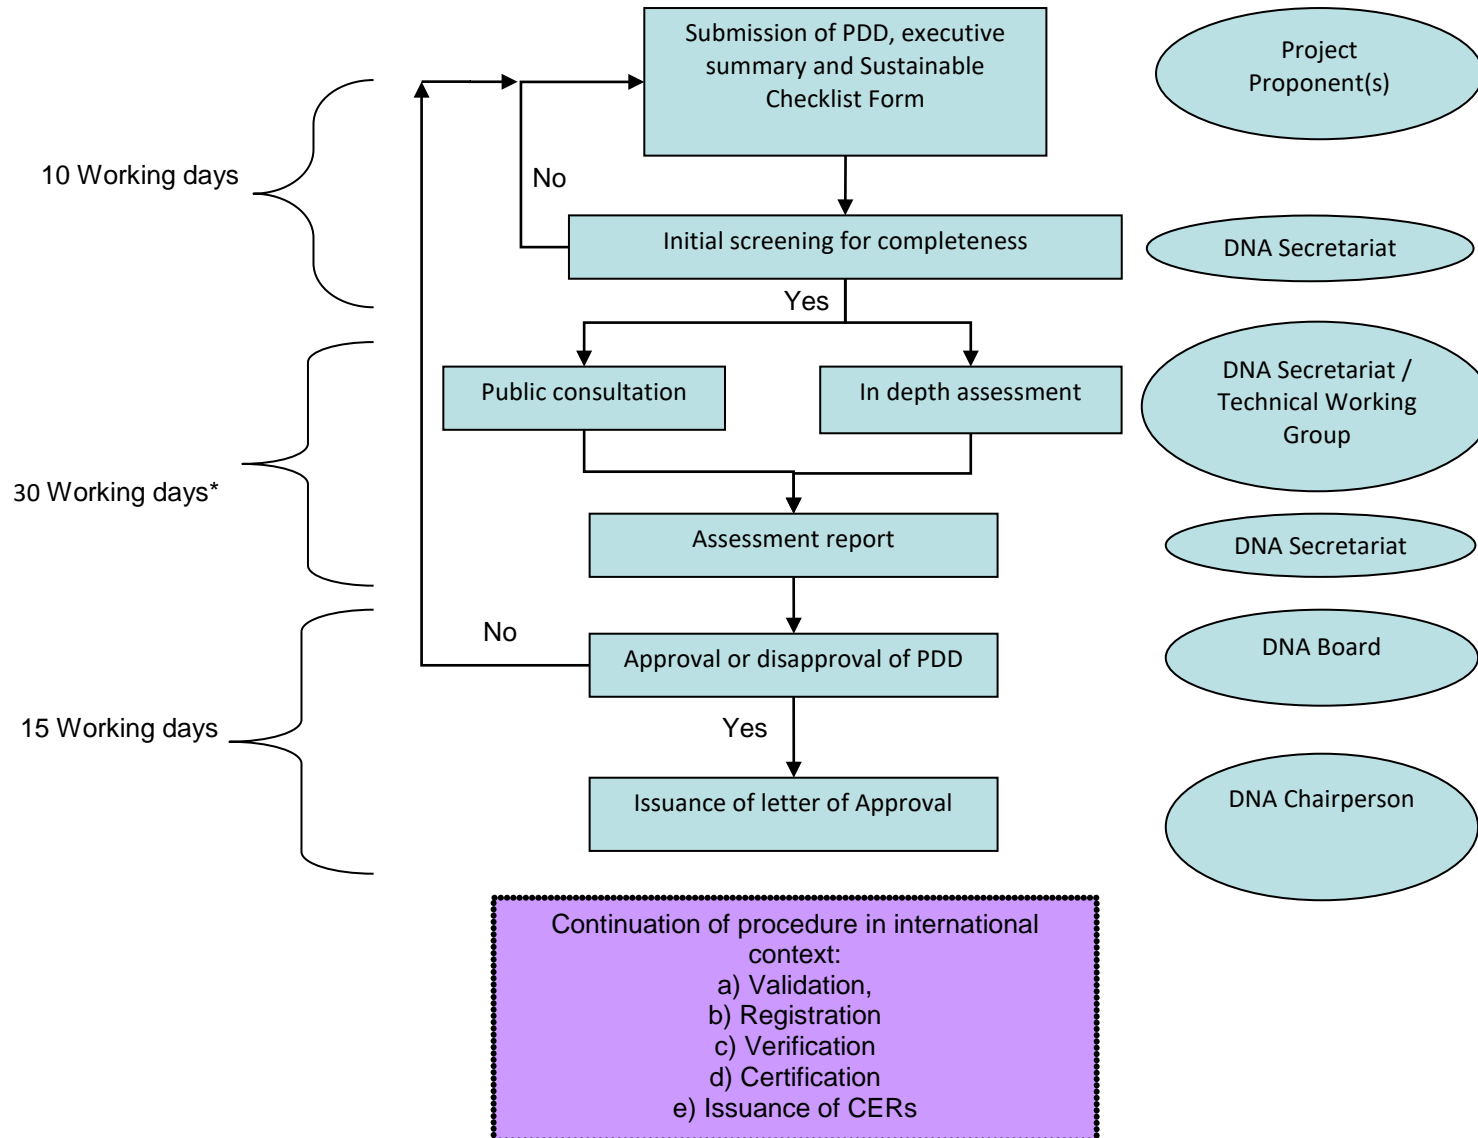 Submission of PDD, executive
summary and Sustainable
Checklist Form
Project
Proponent(s)
10 Working days
No
Initial screening for completeness
DNA Secretariat
Yes
Public consultation
In depth assessment
DNA Secretariat /
Technical Working
Group
30 Working days*
Assessment report
DNA Secretariat
No
Approval or disapproval of PDD
DNA Board
15 Working days
Yes
Issuance of letter of Approval
DNA Chairperson
Continuation of procedure in international
context:
a) Validation,
b) Registration
c) Verification
d) Certification
e) Issuance of CERs